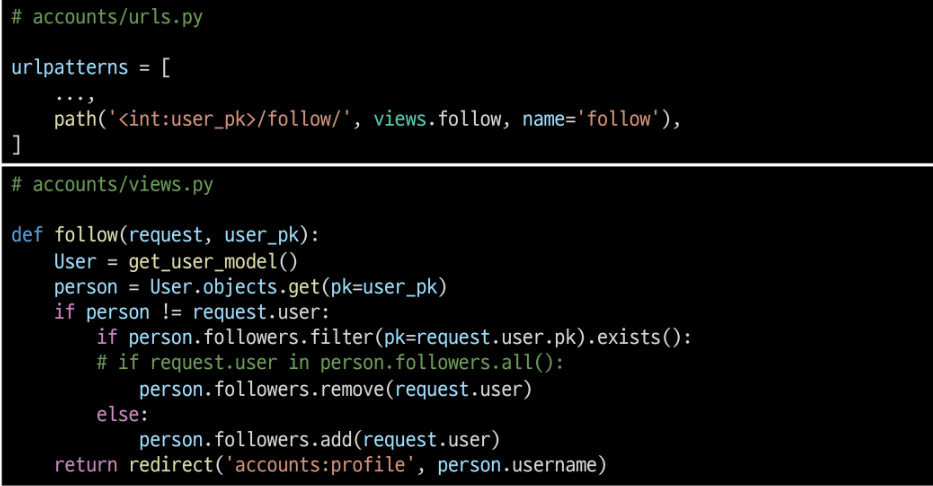 # accounts/urls.py
urlpatterns = [
    ...,
    path('<int:user_pk>/follow/', views.follow, name='follow'),
]
# accounts/views.py
def follow(request, user_pk):
    User = get_user_model()
    person = User.objects.get(pk=user_pk)
    if person != request.user:
        if person.followers.filter(pk=request.user.pk).exists():
        # if request.user in person.followers.all():
            person.followers.remove(request.user)
        else:
            person.followers.add(request.user)
    return redirect('accounts:profile', person.username)